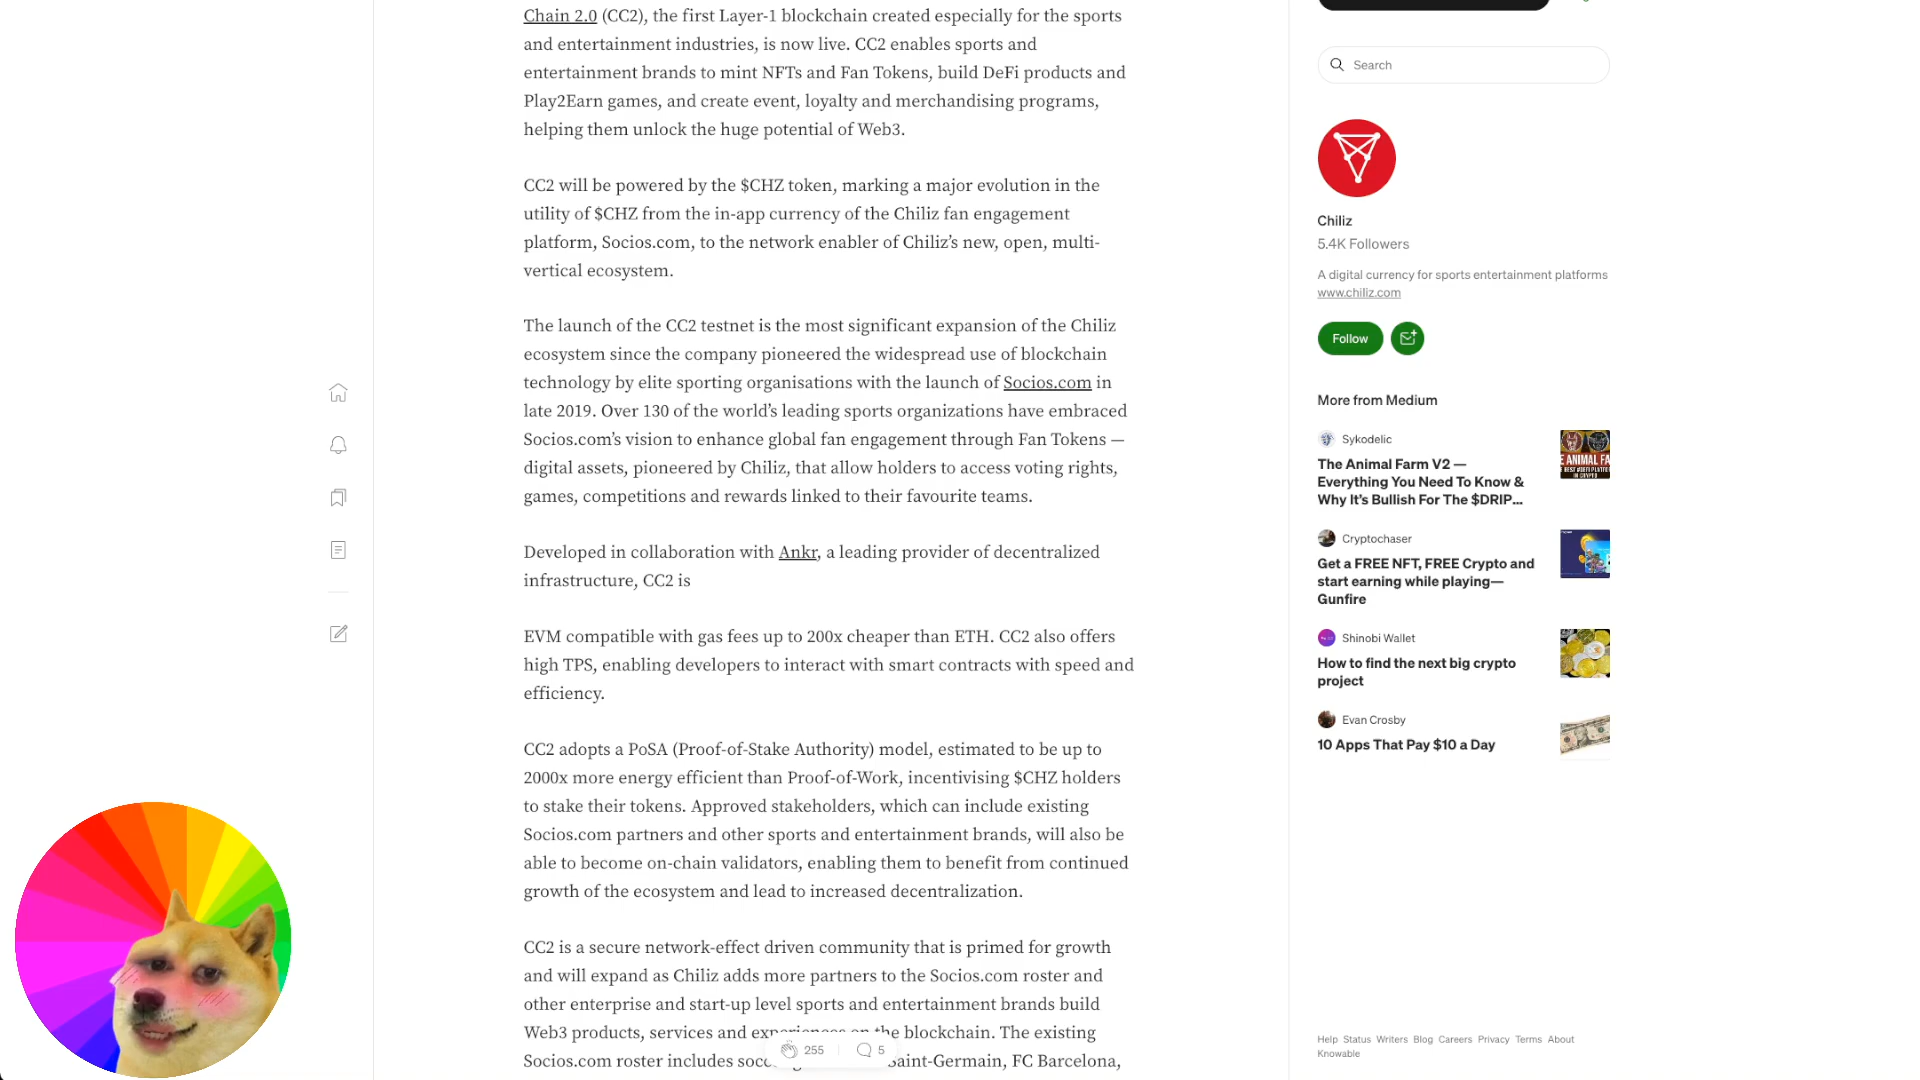 Chain 2.0 (CC2), the first Layer-1 blockchain created especially for the sports
and entertainment industries, is now live. CC2 enables sports and
entertainment brands to mint NFTs and Fan Tokens, build DeFi products and
Play2Earn games, and create event, loyalty and merchandising programs,
helping them unlock the huge potential of Web3.
CC2 will be powered by the $CHZ token, marking a major evolution in the
utility of $CHZ from the in-app currency of the Chiliz fan engagement
platform, Socios.com, to the network enabler of Chiliz’s new, open, multi-
vertical ecosystem.
The launch of the CC2 testnet is the most significant expansion of the Chiliz
ecosystem since the company pioneered the widespread use of blockchain
technology by elite sporting organisations with the launch of Socios.com in
late 2019. Over 130 of the world’s leading sports organizations have embraced
Socios.com’s vision to enhance global fan engagement through Fan Tokens —
digital assets, pioneered by Chiliz, that allow holders to access voting rights,
games, competitions and rewards linked to their favourite teams.
Developed in collaboration with Ankr, a leading provider of decentralized
infrastructure, CC2 is
EVM compatible with gas fees up to 200x cheaper than ETH. CC2 also offers
high TPS, enabling developers to interact with smart contracts with speed and
efficiency.
CC2 adopts a PoSA (Proof-of-Stake Authority) model, estimated to be up to
2000x more energy efficient than Proof-of-Work, incentivising $CHZ holders
to stake their tokens. Approved stakeholders, which can include existing
Socios.com partners and other sports and entertainment brands, will also be
able to become on-chain validators, enabling them to benefit from continued
growth of the ecosystem and lead to increased decentralization.
CC2 is a secure network-effect driven community that is primed for growth
and will expand as Chiliz adds more partners to the Socios.com roster and
other enterprise and start-up level sports and entertainment brands build
Web3 products, services and experiences on the blockchain. The existing
Socios.com roster includes Saint-Germain, FC Barcelona,
255
5
Search
Chiliz
5.4K Followers
A digital currency for sports entertainment platforms
www.chiliz.com
Follow
More from Medium
Sykodelic
The Animal Farm V2 —
Everything You Need To Know &
Why It’s Bullish For The $DRIP…
Cryptochaser
Get a FREE NFT, FREE Crypto and
start earning while playing—
Gunfire
Shinobi Wallet
How to find the next big crypto
project
Evan Crosby
10 Apps That Pay $10 a Day
Help Status Writers Blog Careers Privacy Terms About
Knowable